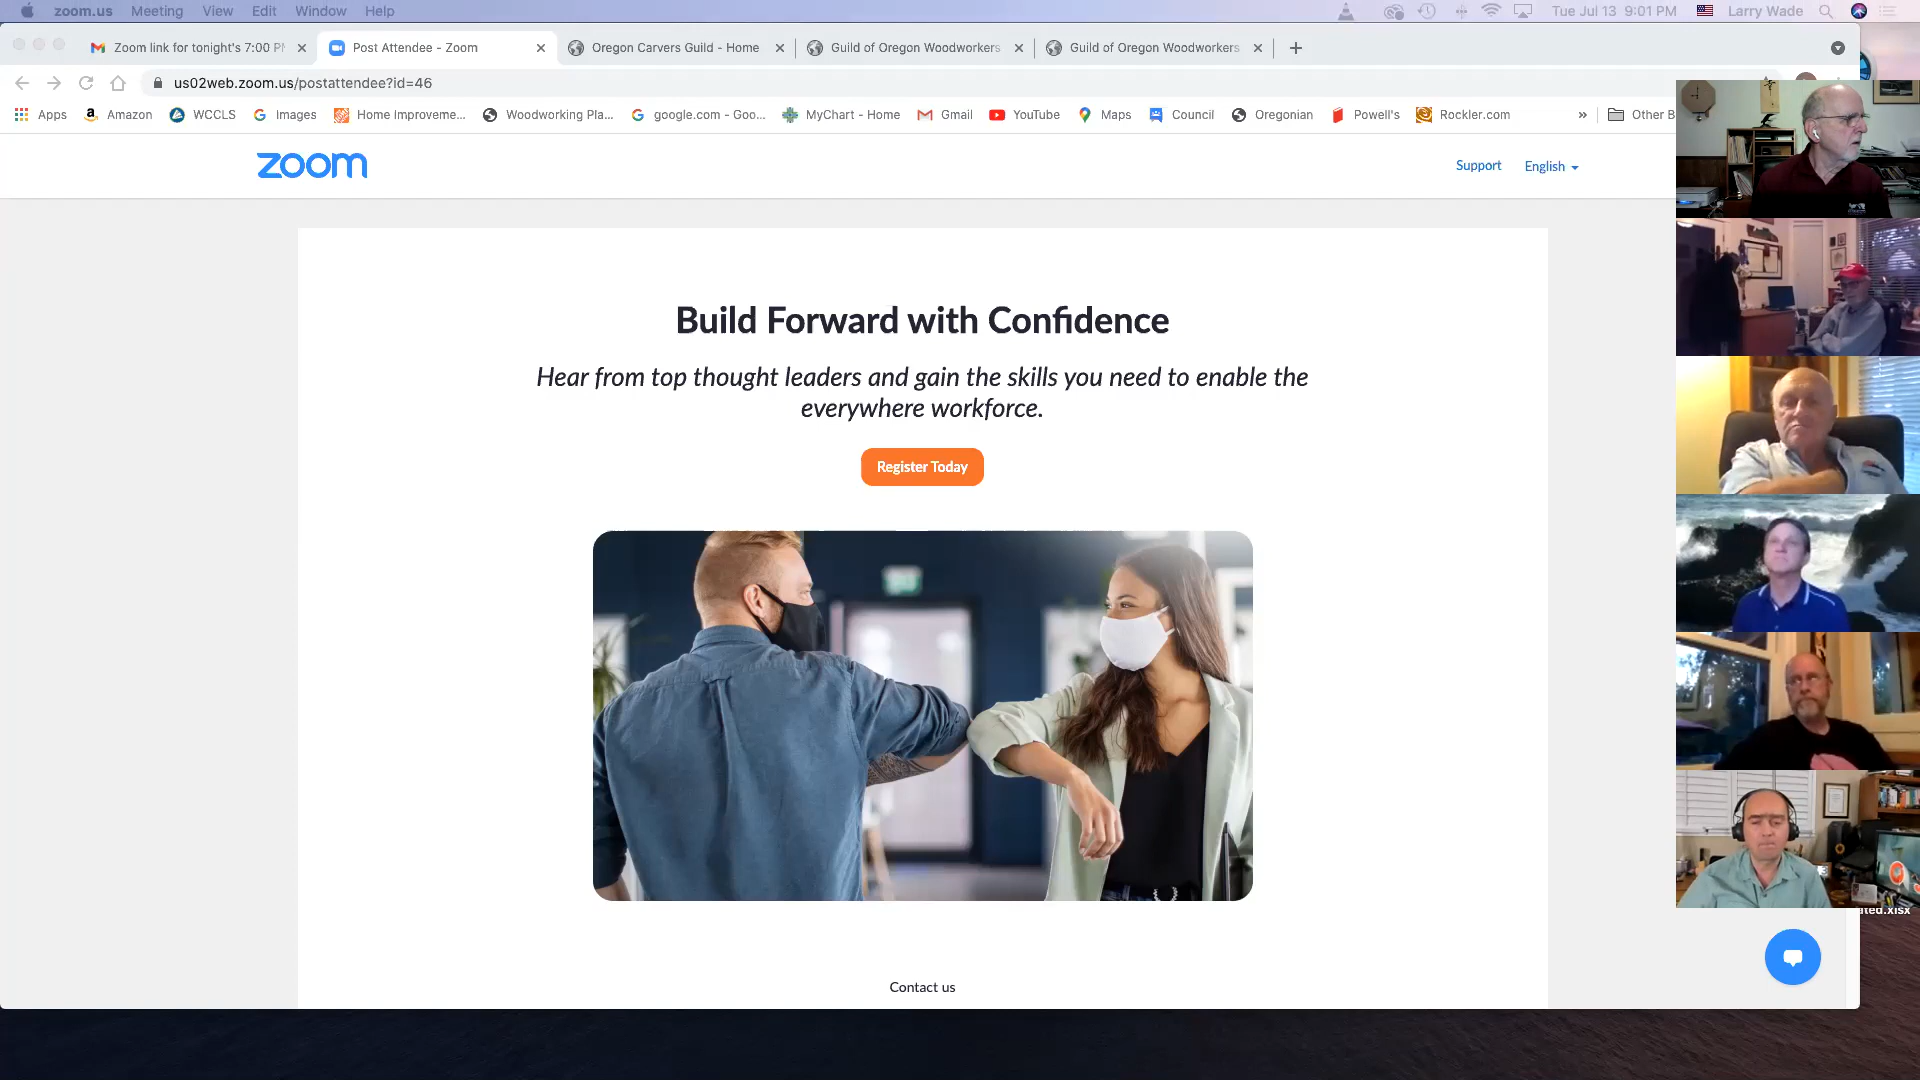 zoom.us Meeting View Edit Window Help Tue Jul 13 9:01 PM Larry Wade
Zoom link for tonight's 7:00 P Post Attendee - Zoom Oregon Carvers Guild - Home Guild of Oregon Woodworkers Guild of Oregon Woodworkers
us02web.zoom.us/postattendee?id=46
Apps Amazon WCCLS Images Home Improveme... Woodworking Pla... google.com - Goo... MyChart - Home Gmail YouTube Maps Council Oregonian Powell's Rockler.com » Other B
zoom
Support English
Build Forward with Confidence
Hear from top thought leaders and gain the skills you need to enable the
everywhere workforce.
Register Today
ated.xlsx
Contact us